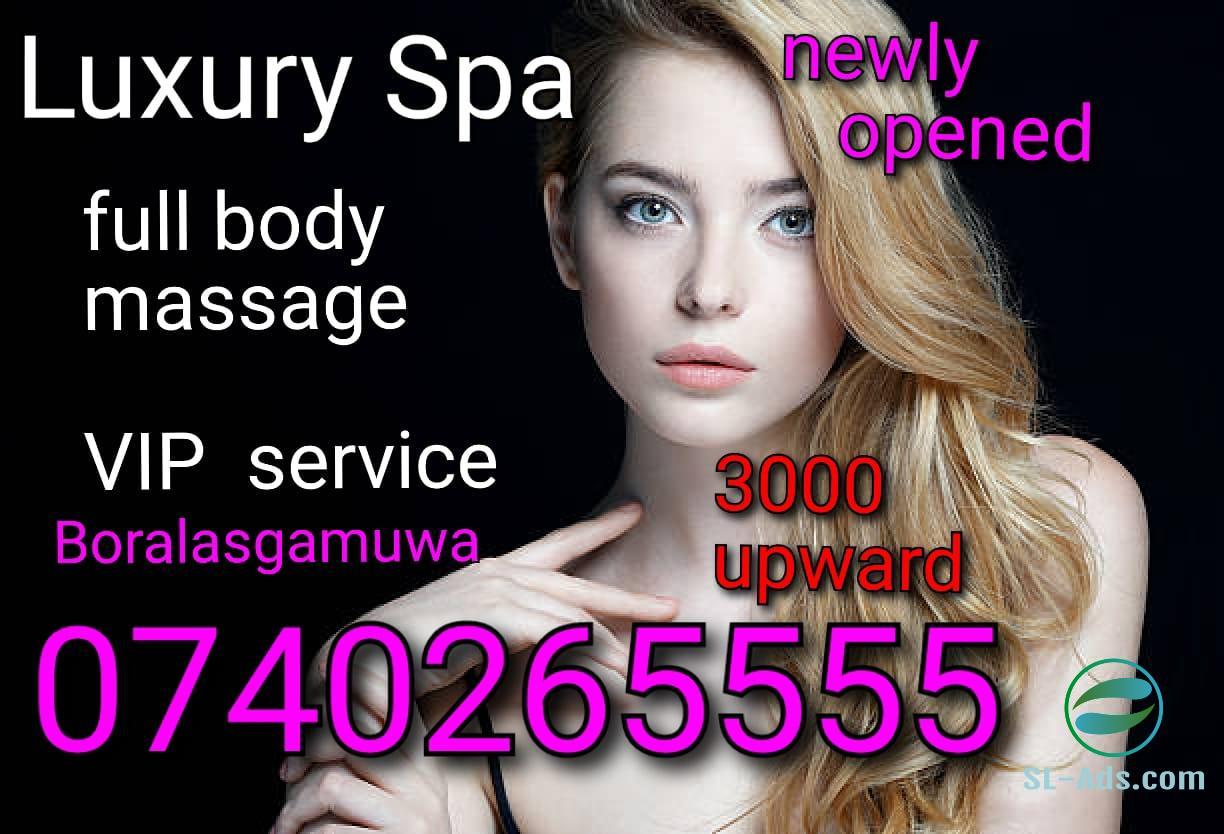 Luxury Spa
newly
opened
full body
massage
VIP service
Boralasgamuwa
3000
upward
0740265555
SL-Ads.com